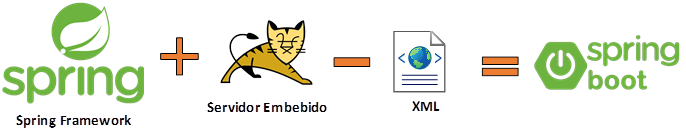 spring
Spring Framework
Servidor Embebido
XML
spring
boot